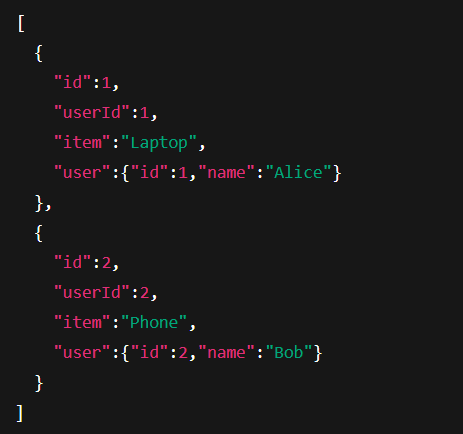 [
  {
    "id":1,
    "userId":1,
    "item":"Laptop",
    "user":{"id":1,"name":"Alice"}
  },
  {
    "id":2,
    "userId":2,
    "item":"Phone",
    "user":{"id":2,"name":"Bob"}
  }
]